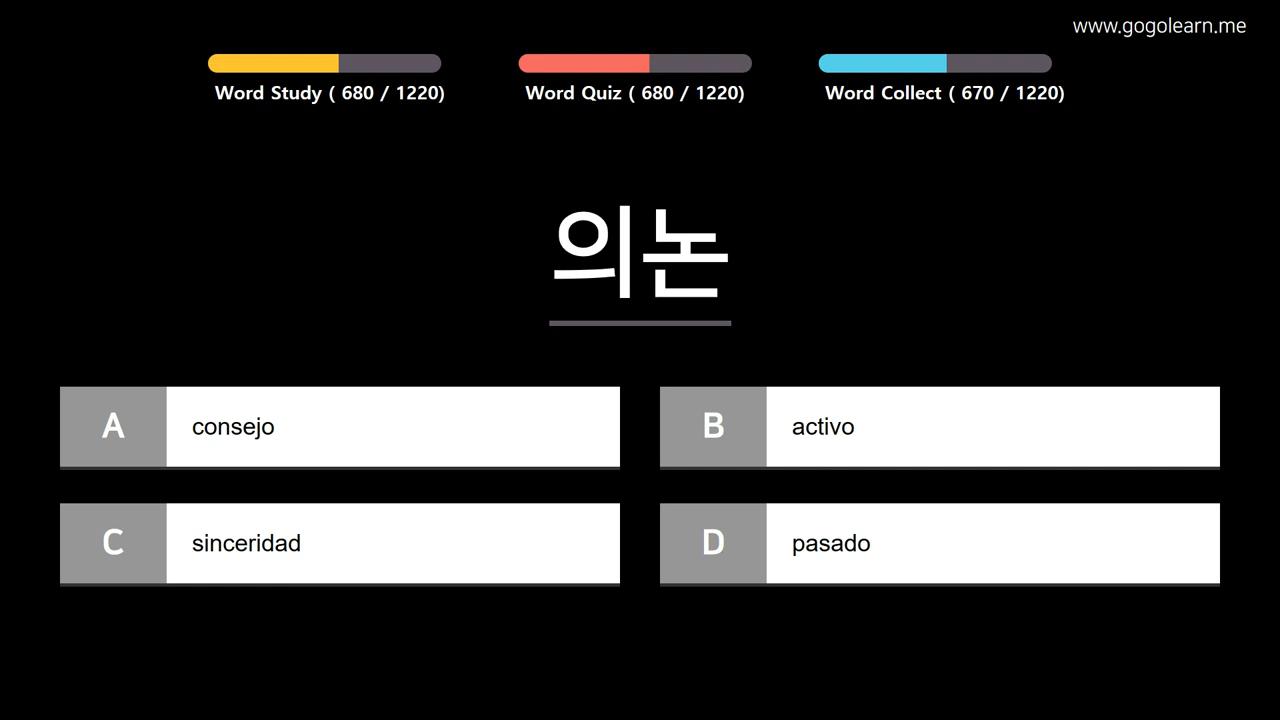 www.gogolearn.me
Word Study ( 680 / 1220)
Word Quiz ( 680 / 1220)
Word Collect ( 670 / 1220)
의논
A consejo
B activo
C sinceridad
D pasado